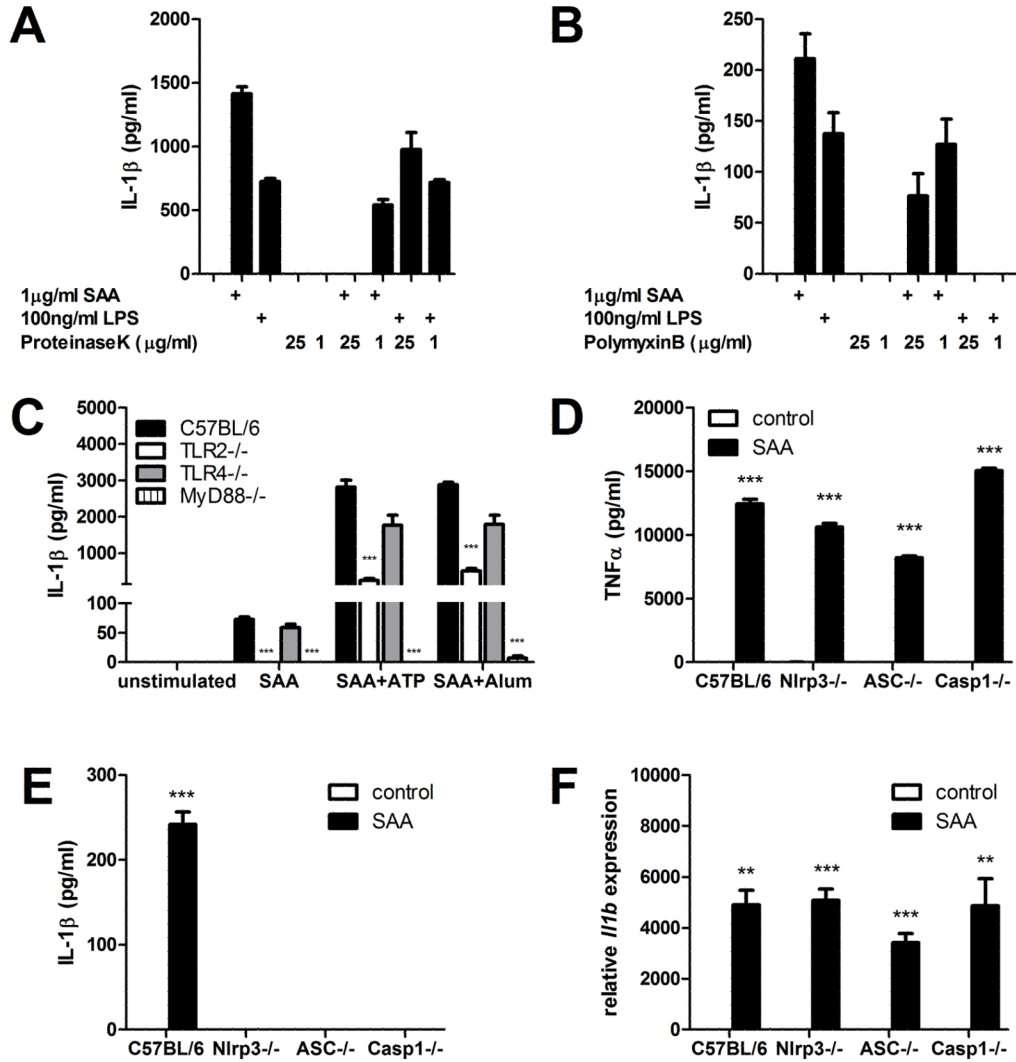 A
IL-1β (pg/ml)
2000
1500
1000
500
0
1μg/ml SAA + + +
100ng/ml LPS + + +
ProteinaseK (μg/ml) 25 1 25 1 25 1
B
IL-1β (pg/ml)
250
200
150
100
50
0
1μg/ml SAA + + +
100ng/ml LPS + + +
PolymyxinB (μg/ml) 25 1 25 1 25 1
C
IL-1β (pg/ml)
5000
4000
3000
2000
1000
100
50
0
C57BL/6
TLR2-/-
TLR4-/-
MyD88-/-
*** *** *** *** *** ***
unstimulated SAA SAA+ATP SAA+Alum
D
TNFα (pg/ml)
20000
15000
10000
5000
0
control
SAA
*** *** *** ***
C57BL/6 Nlrp3-/- ASC-/- Casp1-/-
E
IL-1β (pg/ml)
300
200
100
0
control
SAA
***
C57BL/6 Nlrp3-/- ASC-/- Casp1-/-
F
relative Il1b expression
10000
8000
6000
4000
2000
0
control
SAA
** *** *** **
C57BL/6 Nlrp3-/- ASC-/- Casp1-/-